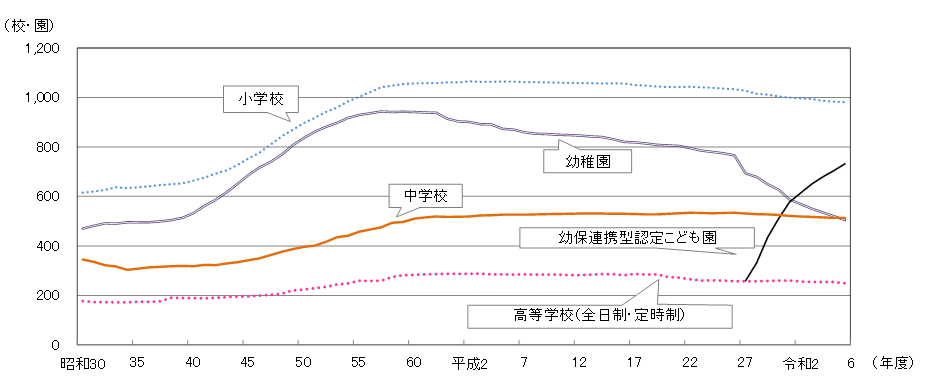 (校・園)
1,200
1,000
800
600
400
200
0
小学校
幼稚園
中学校
幼保連携型認定こども園
高等学校(全日制・定時制)
昭和30 35 40 45 50 55 60 平成2 7 12 17 22 27 令和2 6 (年度)